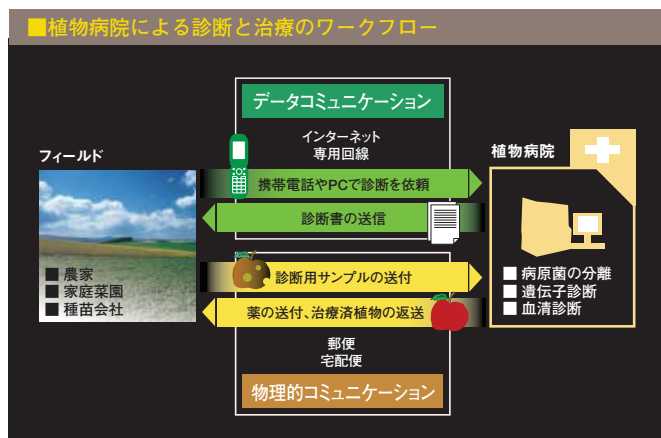 ■植物病院による診断と治療のワークフロー
データコミュニケーション
インターネット
専用回線
フィールド
植物病院
携帯電話やPCで診断を依頼
診断書の送信
■ 農家
■ 家庭菜園
■ 種苗会社
診断用サンプルの送付
薬の送付、治療済植物の返送
■ 病原菌の分離
■ 遺伝子診断
■ 血清診断
郵便
宅配便
物理的コミュニケーション